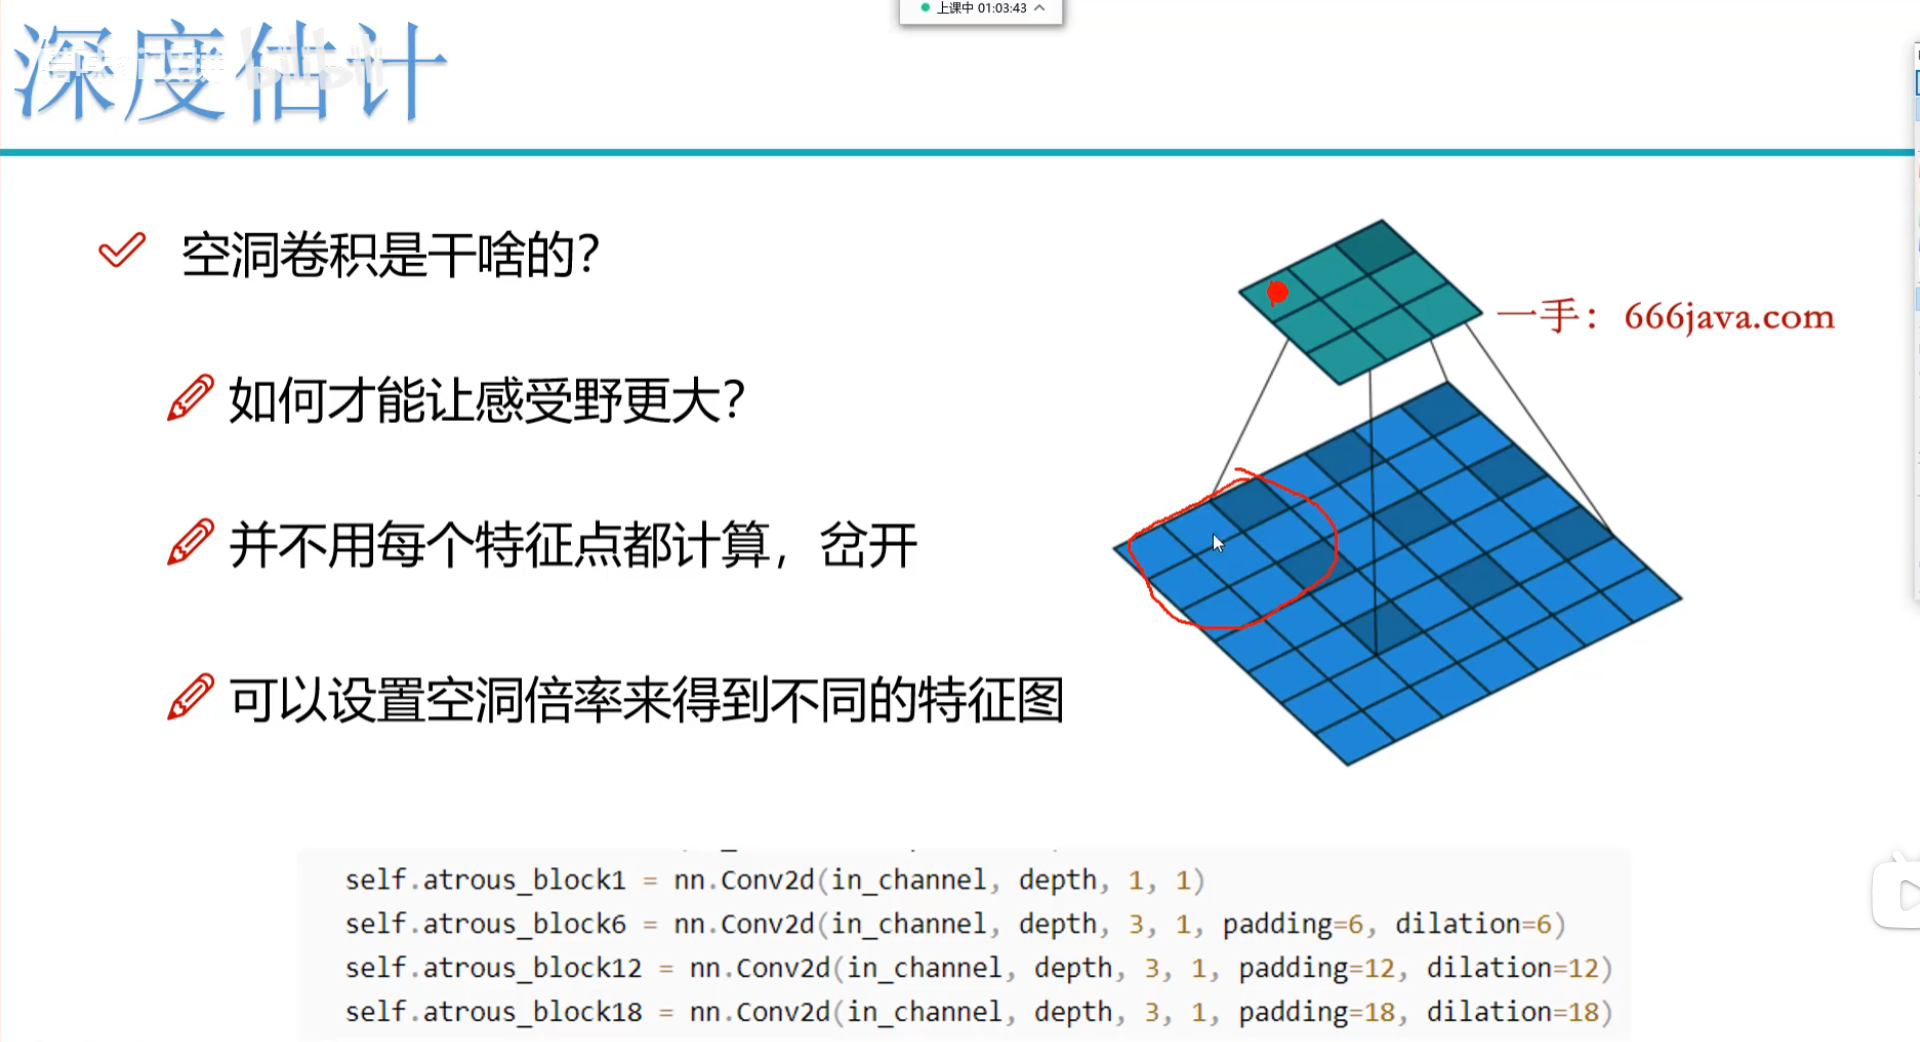 上课中 01:03:43
深度估计
空洞卷积是干啥的？
一手：666java.com
如何才能让感受野更大？
并不用每个特征点都计算，岔开
可以设置空洞倍率来得到不同的特征图
self.atrous_block1 = nn.Conv2d(in_channel, depth, 1, 1)
self.atrous_block6 = nn.Conv2d(in_channel, depth, 3, 1, padding=6, dilation=6)
self.atrous_block12 = nn.Conv2d(in_channel, depth, 3, 1, padding=12, dilation=12)
self.atrous_block18 = nn.Conv2d(in_channel, depth, 3, 1, padding=18, dilation=18)